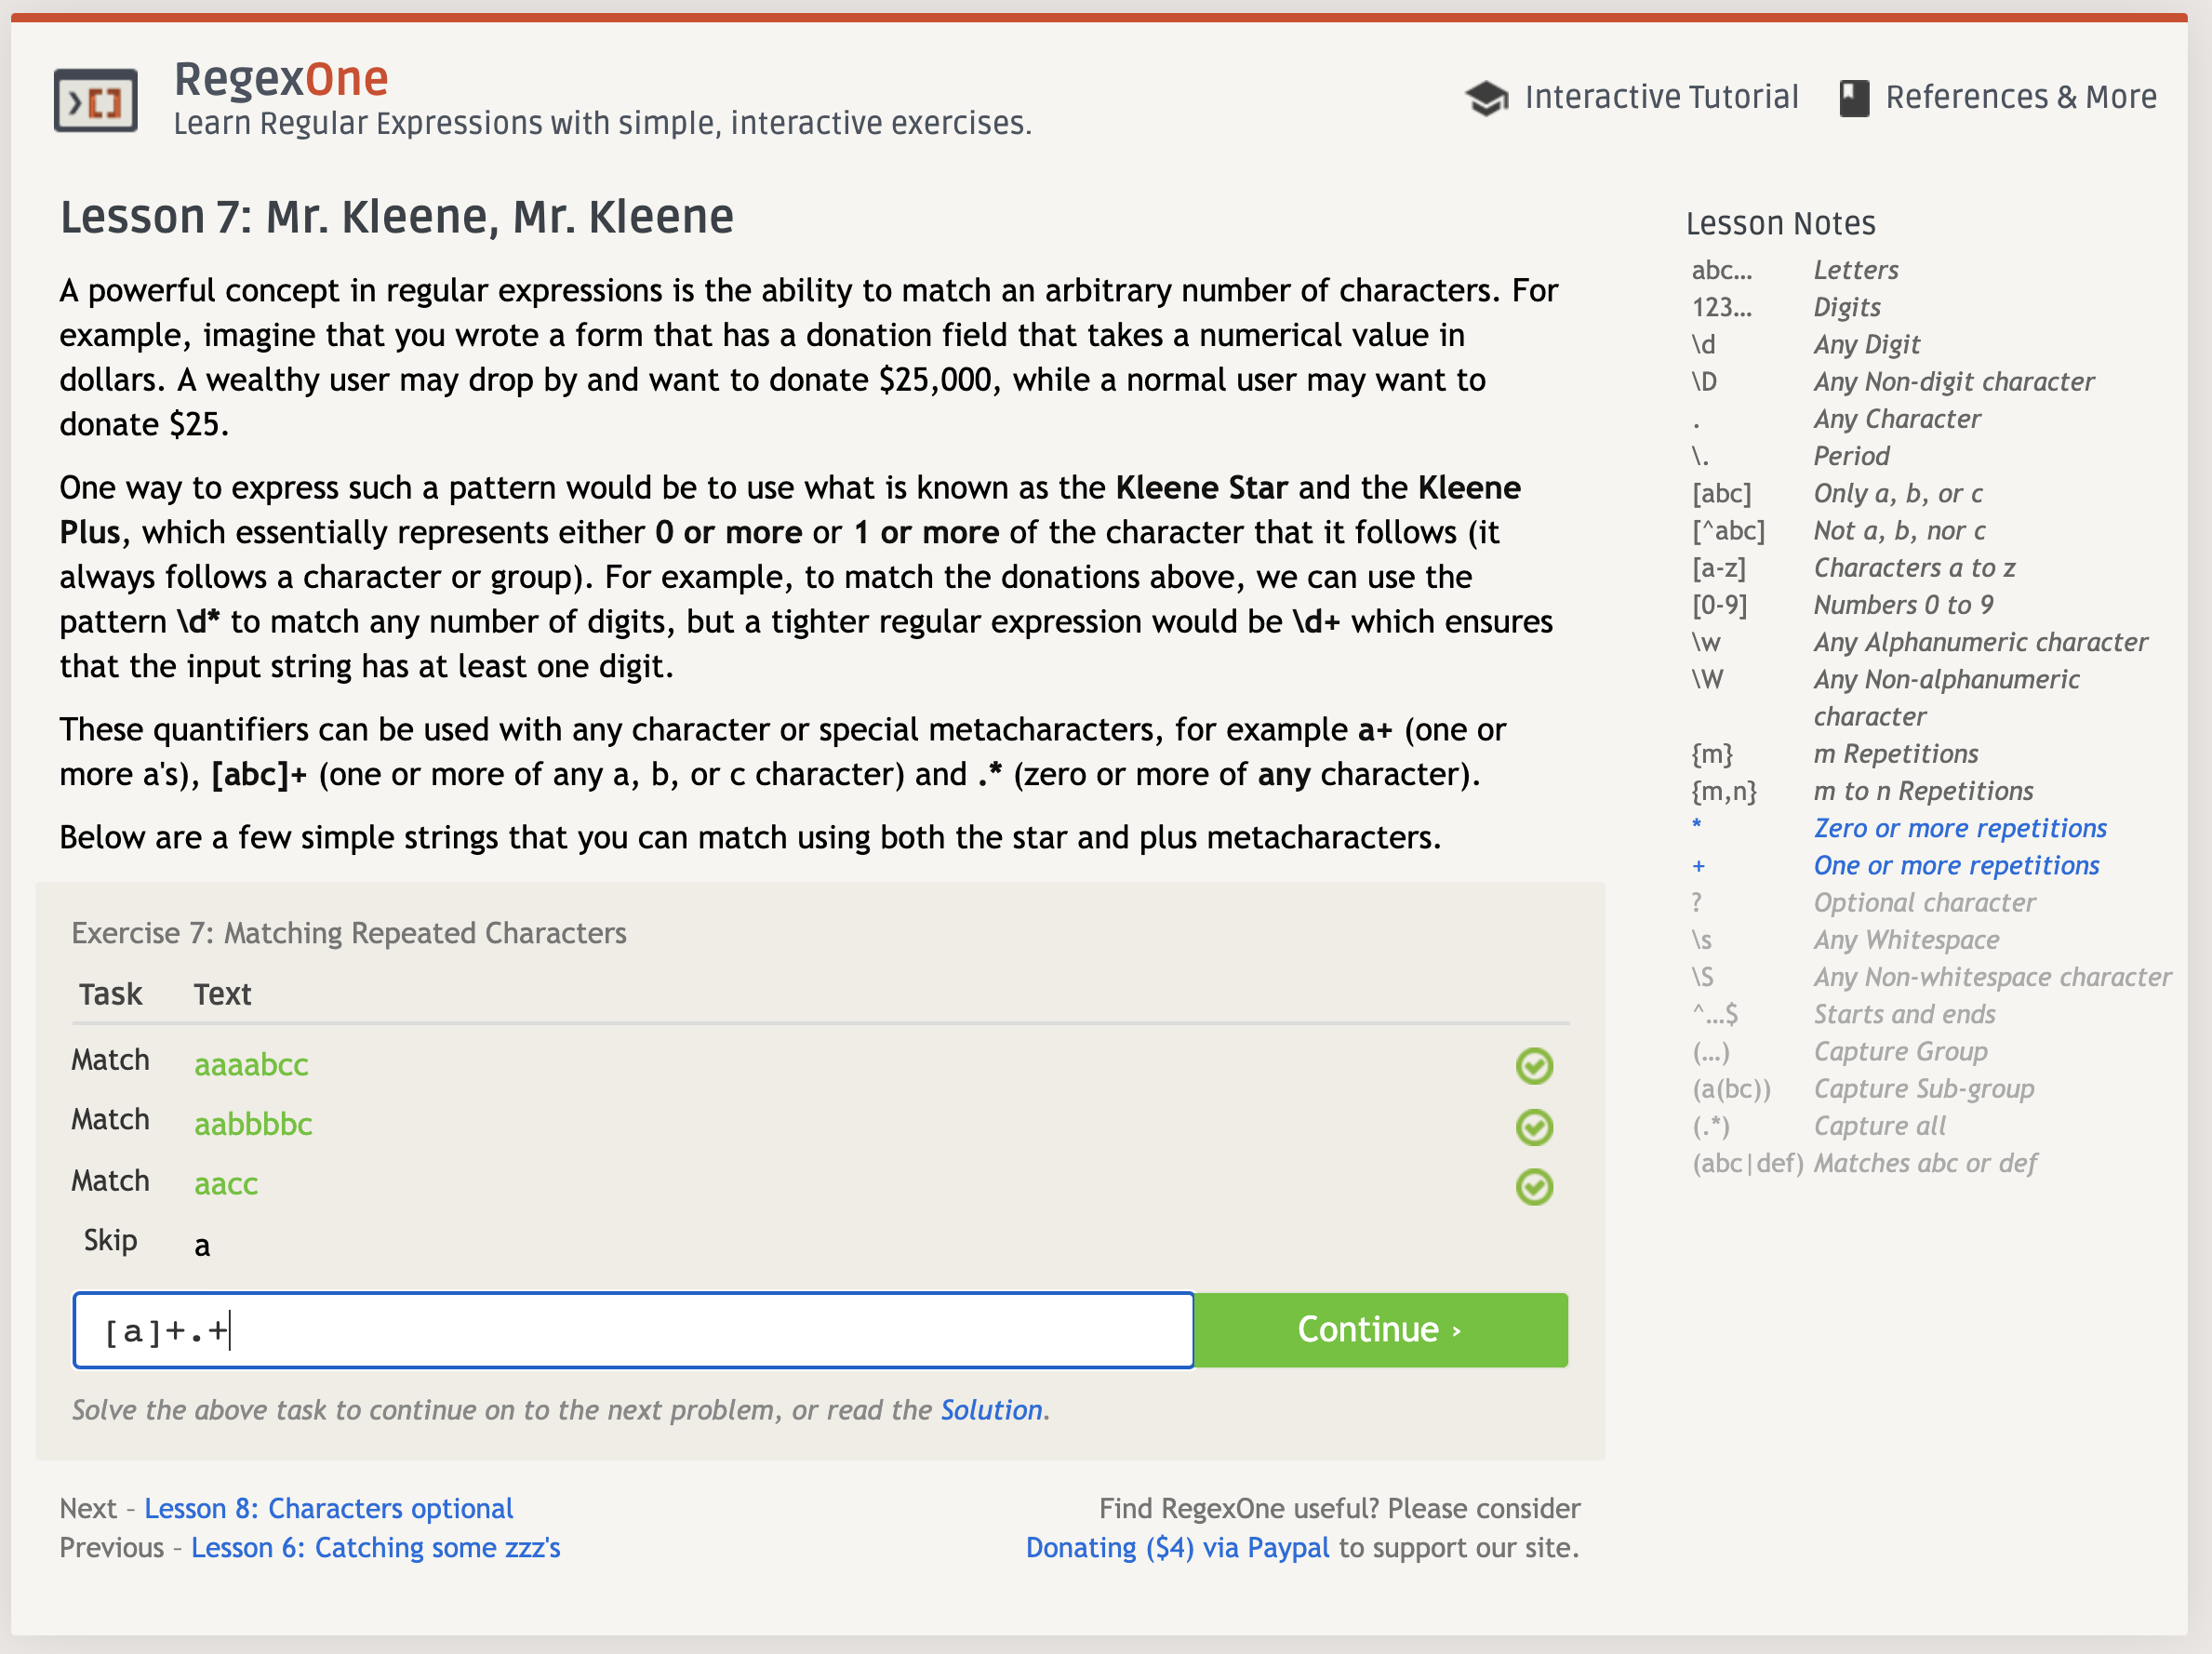 RegexOne
Learn Regular Expressions with simple, interactive exercises.
Interactive Tutorial
References & More
Lesson 7: Mr. Kleene, Mr. Kleene
A powerful concept in regular expressions is the ability to match an arbitrary number of characters. For
example, imagine that you wrote a form that has a donation field that takes a numerical value in
dollars. A wealthy user may drop by and want to donate $25,000, while a normal user may want to
donate $25.
One way to express such a pattern would be to use what is known as the Kleene Star and the Kleene
Plus, which essentially represents either 0 or more or 1 or more of the character that it follows (it
always follows a character or group). For example, to match the donations above, we can use the
pattern \d* to match any number of digits, but a tighter regular expression would be \d+ which ensures
that the input string has at least one digit.
These quantifiers can be used with any character or special metacharacters, for example a+ (one or
more a's), [abc]+ (one or more of any a, b, or c character) and .* (zero or more of any character).
Below are a few simple strings that you can match using both the star and plus metacharacters.
Exercise 7: Matching Repeated Characters
Task Text
Match aaaabcc
Match aabbbbc
Match aacc
Skip a
[a]+.+
Continue ›
Solve the above task to continue on to the next problem, or read the Solution.
Next – Lesson 8: Characters optional
Previous – Lesson 6: Catching some zzz's
Find RegexOne useful? Please consider
Donating ($4) via Paypal to support our site.
Lesson Notes
abc… Letters
123… Digits
\d Any Digit
\D Any Non-digit character
. Any Character
\. Period
[abc] Only a, b, or c
[^abc] Not a, b, nor c
[a-z] Characters a to z
[0-9] Numbers 0 to 9
\w Any Alphanumeric character
\W Any Non-alphanumeric
character
{m} m Repetitions
{m,n} m to n Repetitions
* Zero or more repetitions
+ One or more repetitions
? Optional character
\s Any Whitespace
\S Any Non-whitespace character
^…$ Starts and ends
(…) Capture Group
(a(bc)) Capture Sub-group
(.*) Capture all
(abc|def) Matches abc or def